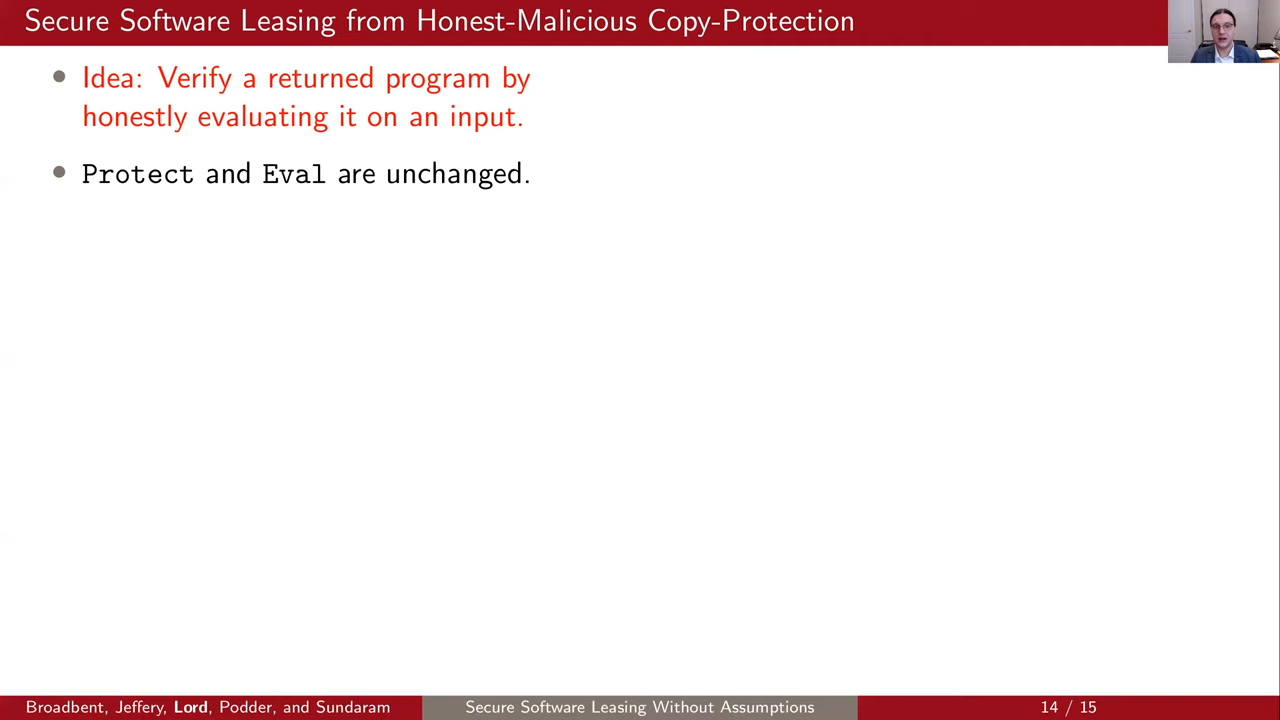 Secure Software Leasing from Honest-Malicious Copy-Protection
Idea: Verify a returned program by
honestly evaluating it on an input.
Protect and Eval are unchanged.
Broadbent, Jeffery, Lord, Podder, and Sundaram
Secure Software Leasing Without Assumptions
14 / 15